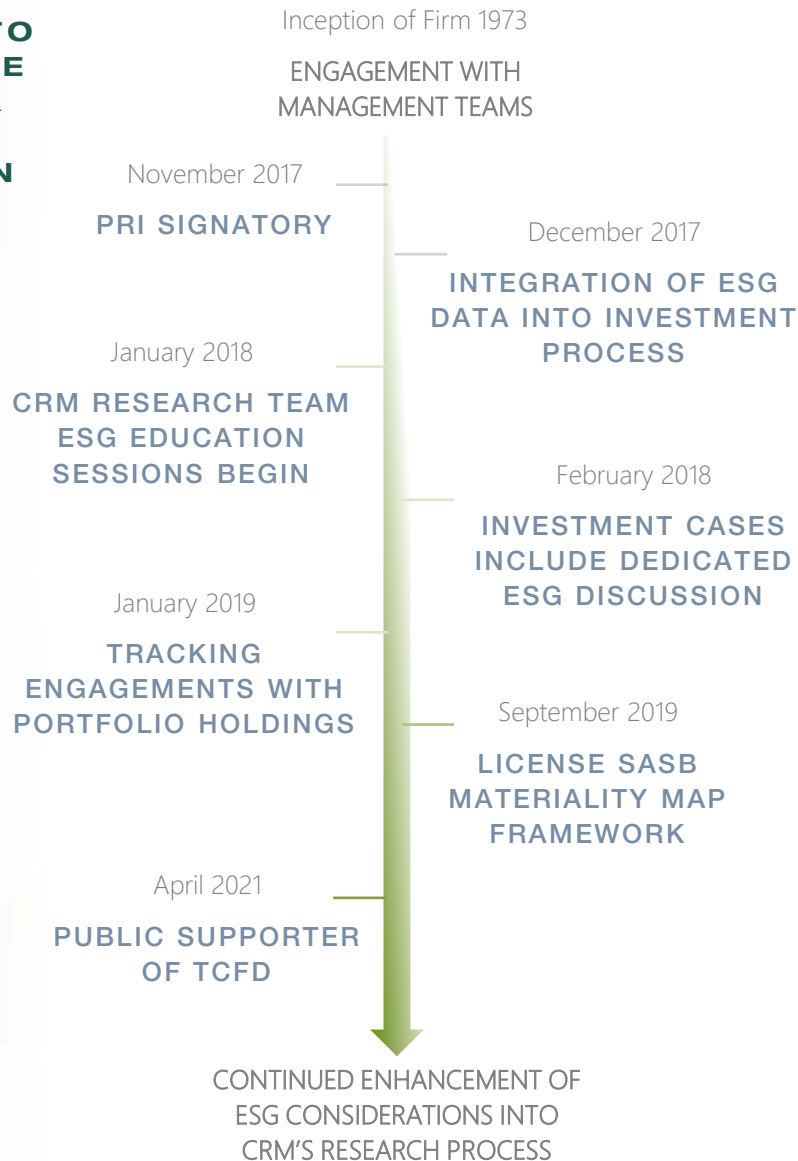 TO
E
N
Inception of Firm 1973
ENGAGEMENT WITH
MANAGEMENT TEAMS
November 2017
PRI SIGNATORY
December 2017
INTEGRATION OF ESG
DATA INTO INVESTMENT
PROCESS
January 2018
CRM RESEARCH TEAM
ESG EDUCATION
SESSIONS BEGIN
February 2018
INVESTMENT CASES
INCLUDE DEDICATED
ESG DISCUSSION
January 2019
TRACKING
ENGAGEMENTS WITH
PORTFOLIO HOLDINGS
September 2019
LICENSE SASB
MATERIALITY MAP
FRAMEWORK
April 2021
PUBLIC SUPPORTER
OF TCFD
CONTINUED ENHANCEMENT OF
ESG CONSIDERATIONS INTO
CRM'S RESEARCH PROCESS